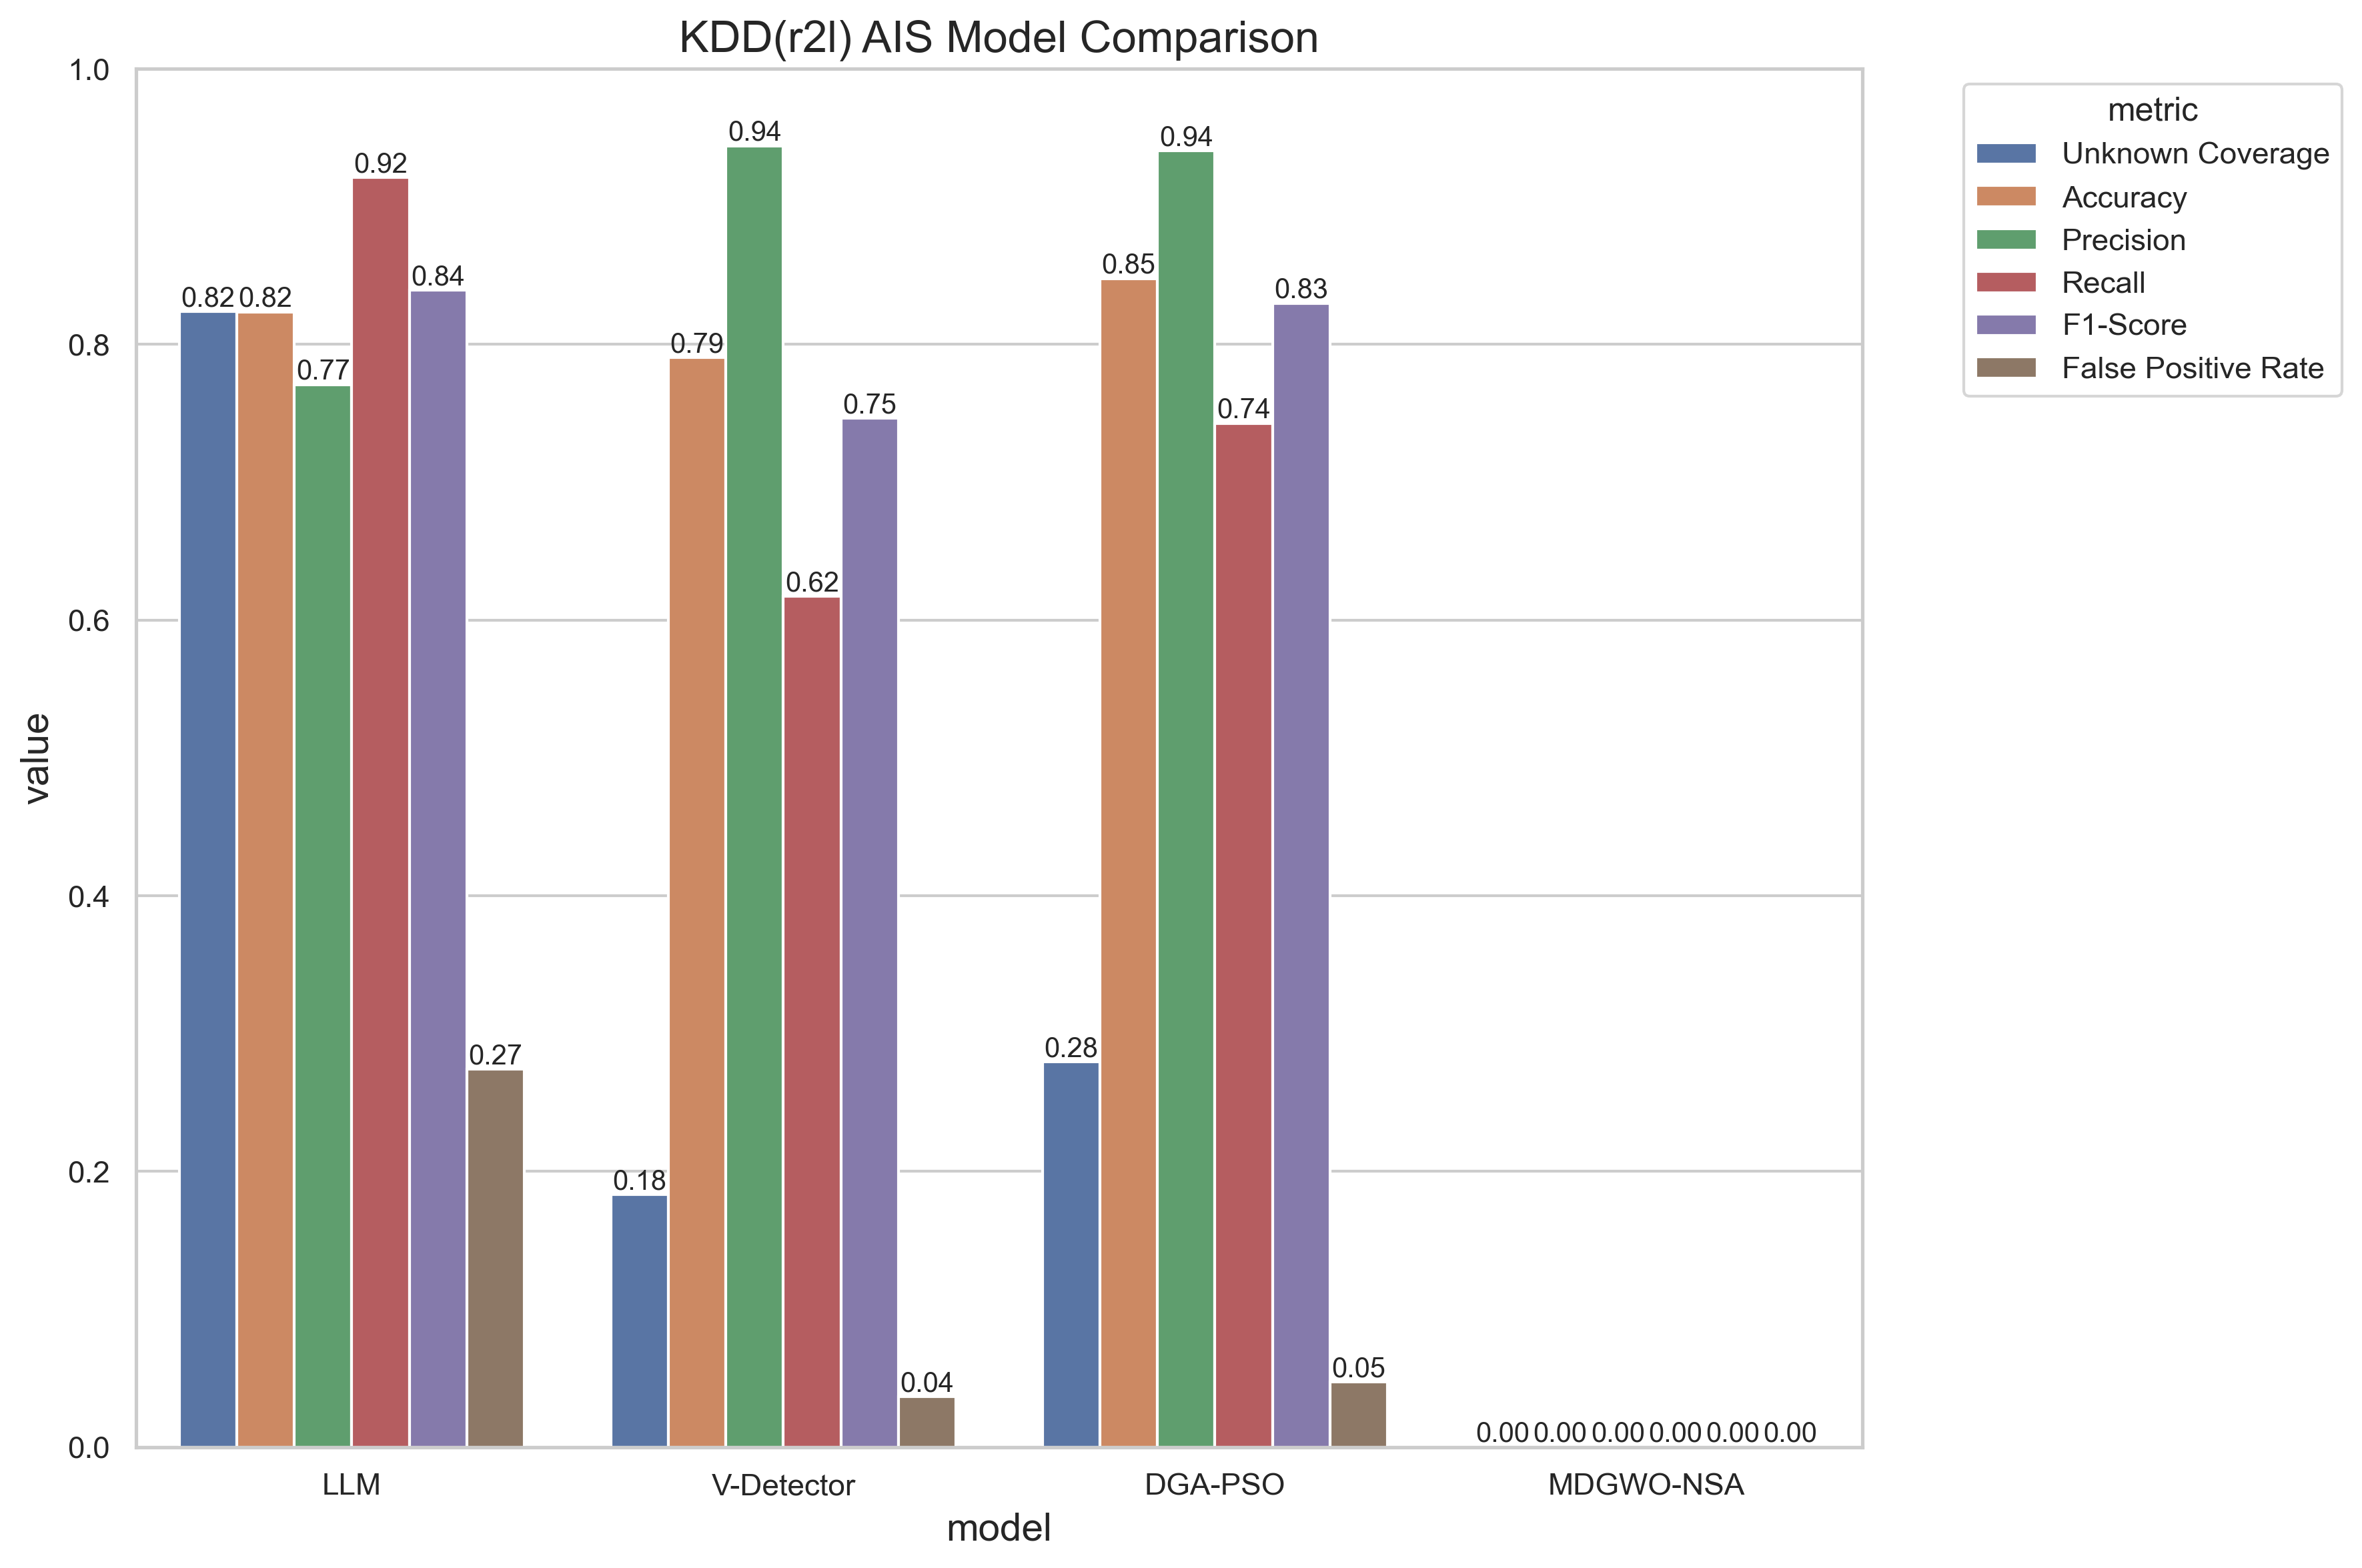 KDD(r2l) AIS Model Comparison
metric
Unknown Coverage
Accuracy
Precision
Recall
F1-Score
False Positive Rate
value
1.0
0.8
0.6
0.4
0.2
0.0
0.82 0.82 0.77 0.92 0.84 0.27
0.18 0.79 0.94 0.62 0.75 0.04
0.28 0.85 0.94 0.74 0.83 0.05
0.00 0.00 0.00 0.00 0.00 0.00
LLM V-Detector DGA-PSO MDGWO-NSA
model